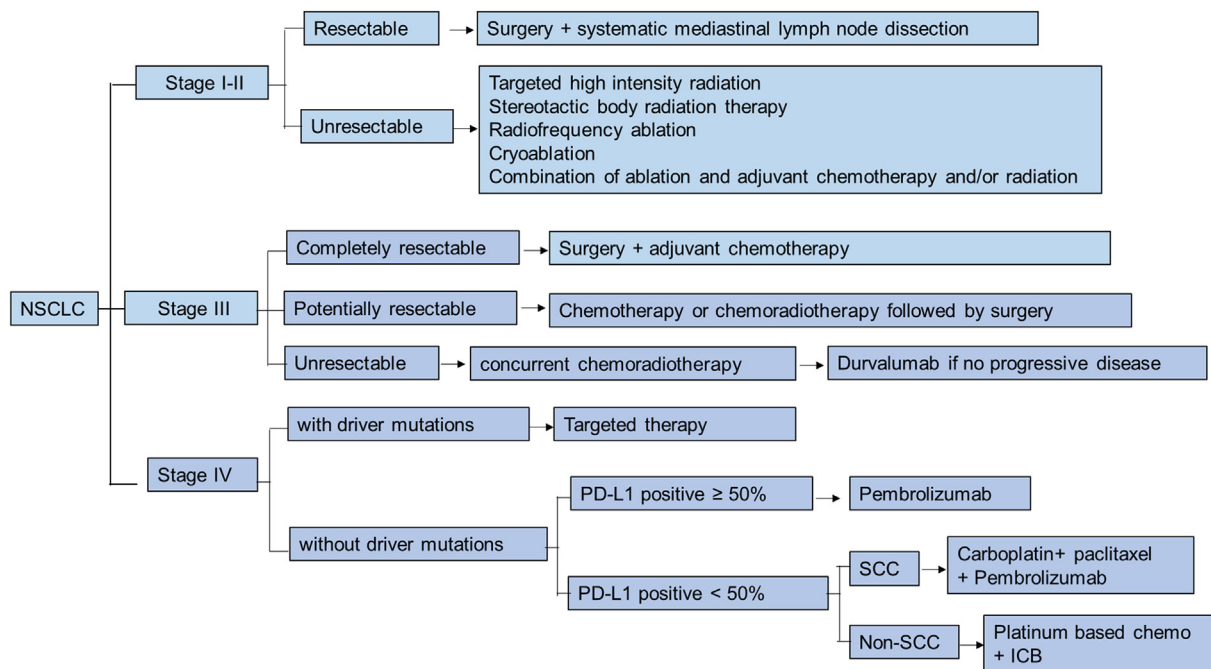 Resectable
Surgery + systematic mediastinal lymph node dissection
Stage I-II
Unresectable
Targeted high intensity radiation
Stereotactic body radiation therapy
Radiofrequency ablation
Cryoablation
Combination of ablation and adjuvant chemotherapy and/or radiation
NSCLC
Stage III
Completely resectable
Surgery + adjuvant chemotherapy
Potentially resectable
Chemotherapy or chemoradiotherapy followed by surgery
Unresectable
concurrent chemoradiotherapy
Durvalumab if no progressive disease
Stage IV
with driver mutations
Targeted therapy
without driver mutations
PD-L1 positive ≥ 50%
Pembrolizumab
PD-L1 positive < 50%
SCC
Carboplatin+ paclitaxel
+ Pembrolizumab
Non-SCC
Platinum based chemo
+ ICB